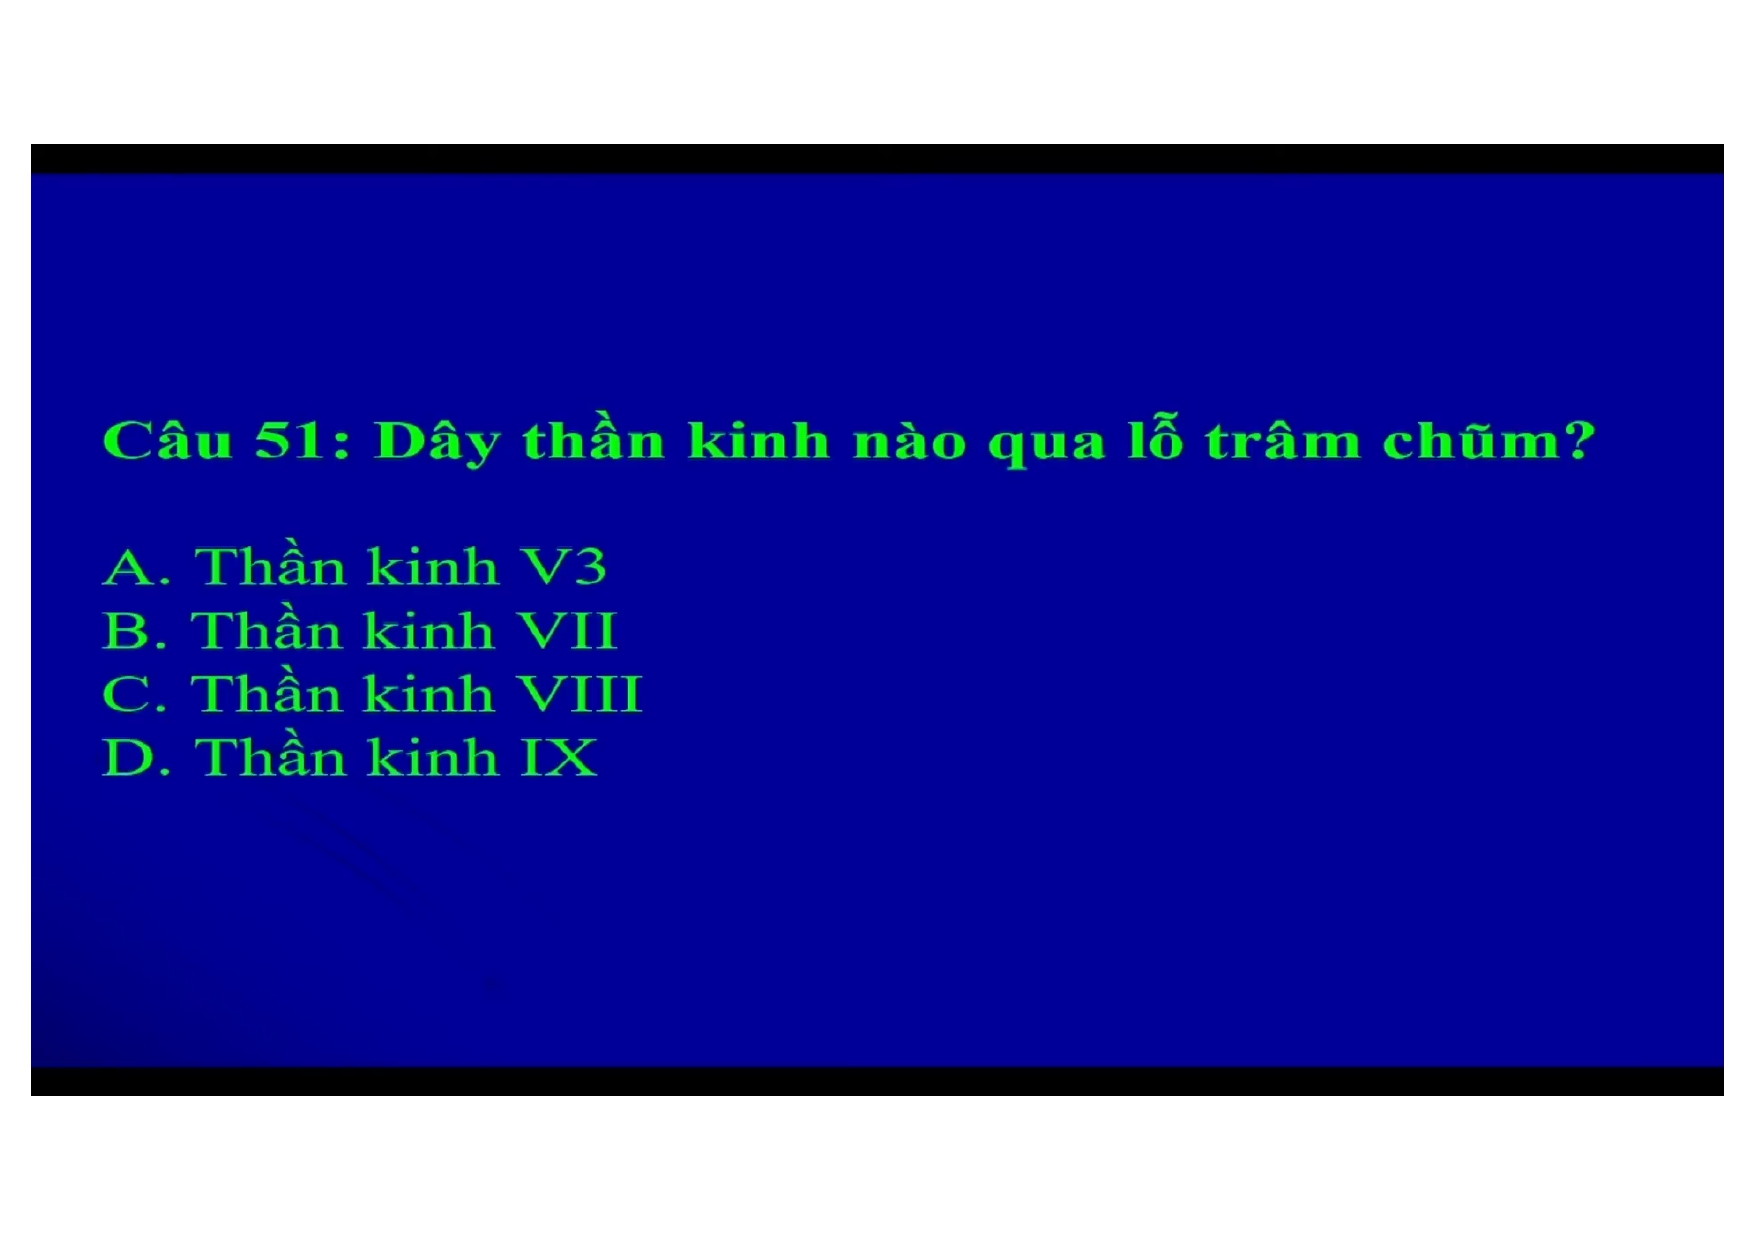 Câu 51: Dây thần kinh nào qua lỗ trâm chũm?
A. Thần kinh V3
B. Thần kinh VII
C. Thần kinh VIII
D. Thần kinh IX